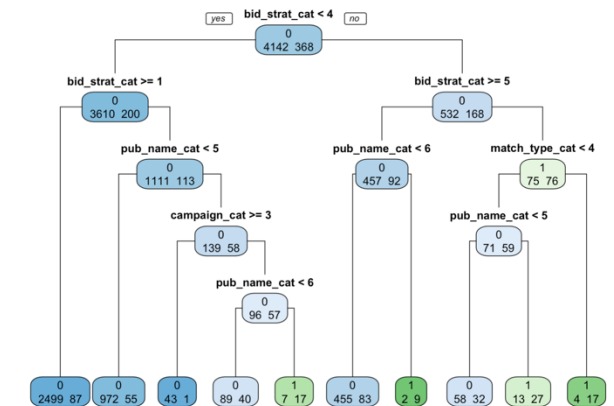 yes bid_strat_cat < 4 no
0
4142 368
bid_strat_cat >= 1 bid_strat_cat >= 5
0 0
3610 200 532 168
pub_name_cat < 5 pub_name_cat < 6 match_type_cat < 4
0 0 1
1111 113 457 92 75 76
campaign_cat >= 3 pub_name_cat < 5
0 0
139 58 71 59
pub_name_cat < 6
0
96 57
0 0 0 0 1 0 1 0 1 1
2499 87 972 55 43 1 89 40 7 17 455 83 2 9 58 32 13 27 4 17